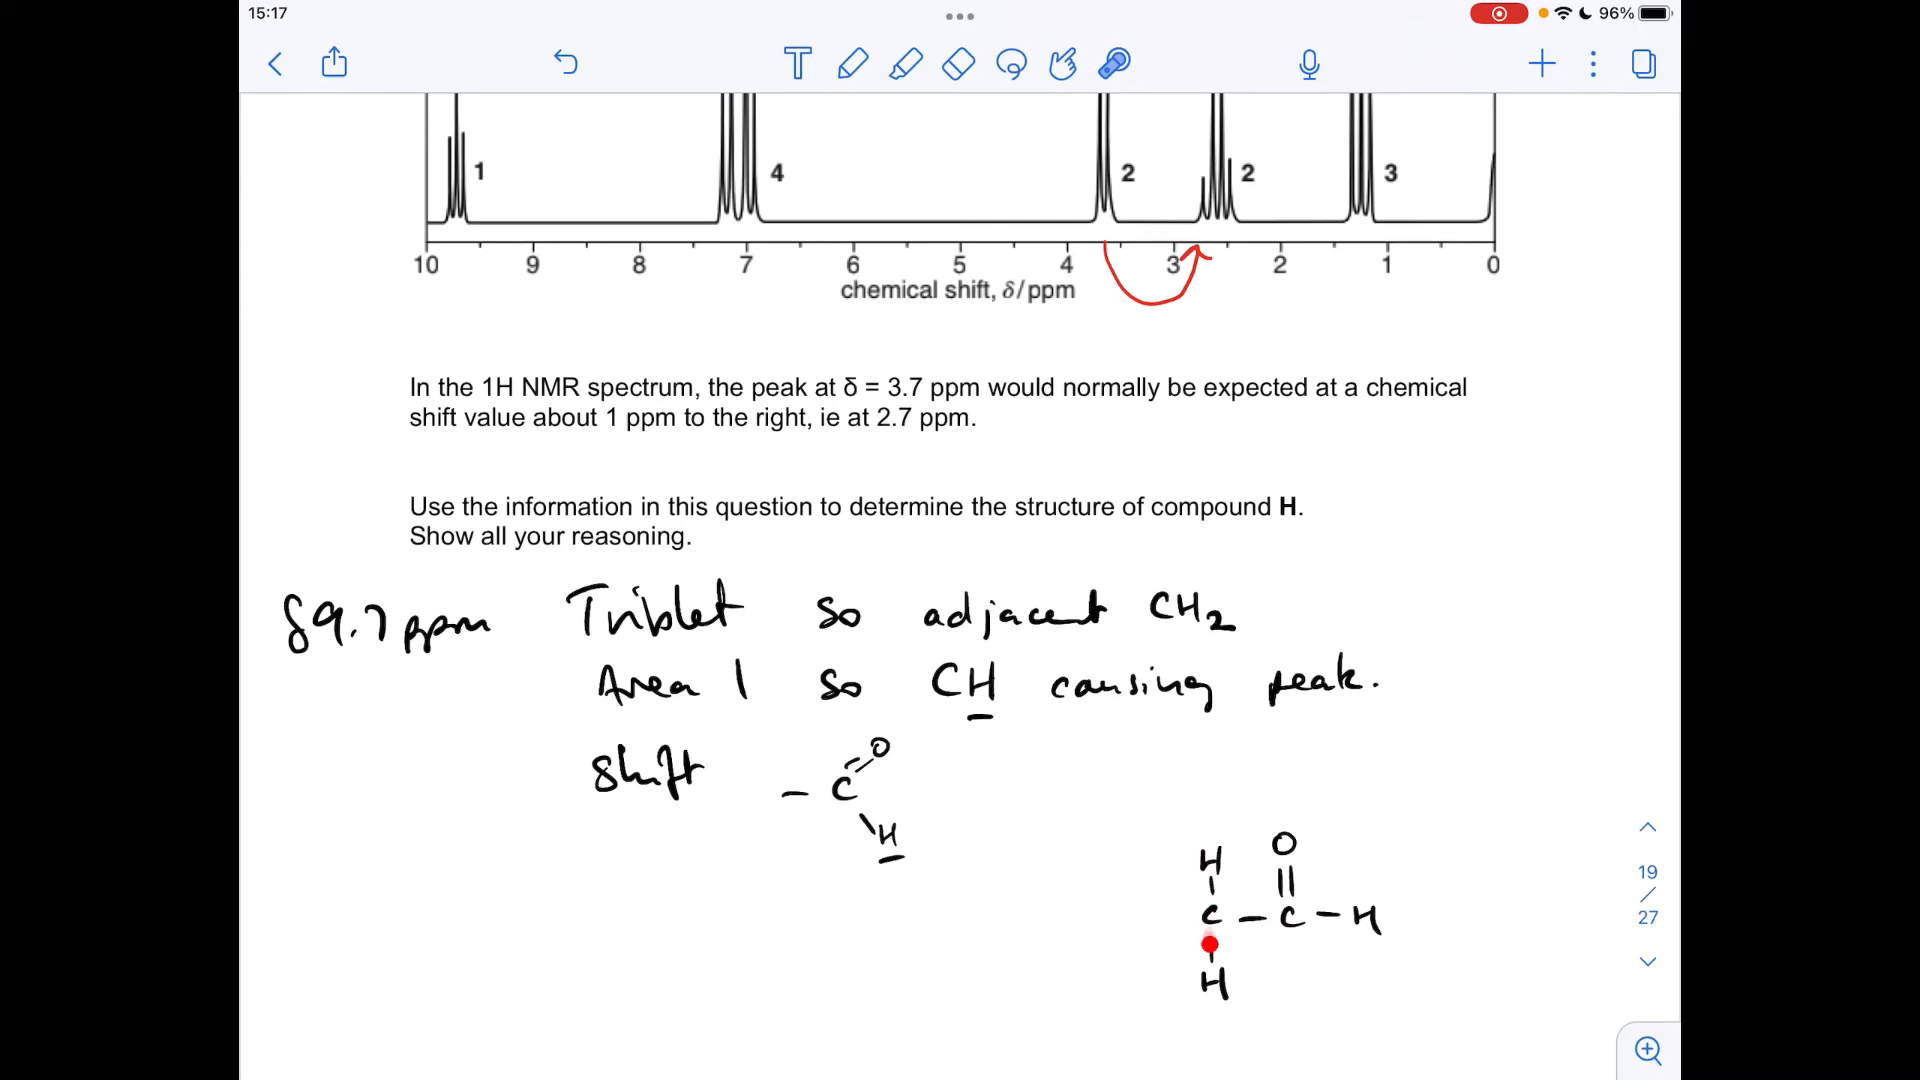 15:17
96%
1
4
2
2
3
10 9 8 7 6 5 4 3 2 1 0
chemical shift, δ/ppm
In the 1H NMR spectrum, the peak at δ = 3.7 ppm would normally be expected at a chemical
shift value about 1 ppm to the right, ie at 2.7 ppm.
Use the information in this question to determine the structure of compound H.
Show all your reasoning.
δ9.7 ppm Triblet so adjacent CH2
Area 1 so CH causing peak.
Shift - C
O
H
H O
C - C - H
H
19
/
27